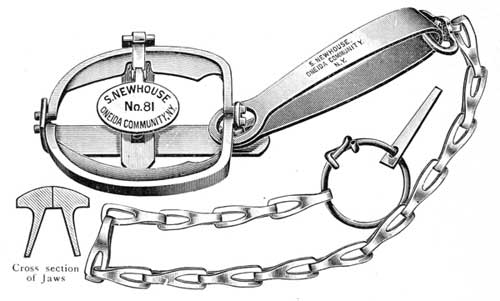 S. NEWHOUSE
No. 81
ONEIDA COMMUNITY, N.Y.
S. NEWHOUSE
ONEIDA COMMUNITY.
N.Y.
Cross section
of Jaws